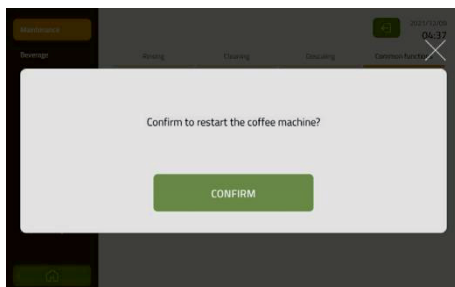 Maintenance
2021/12/09
04:37
Beverage
Rinsing
Cleaning
Descaling
Common functions
Confirm to restart the coffee machine?
CONFIRM